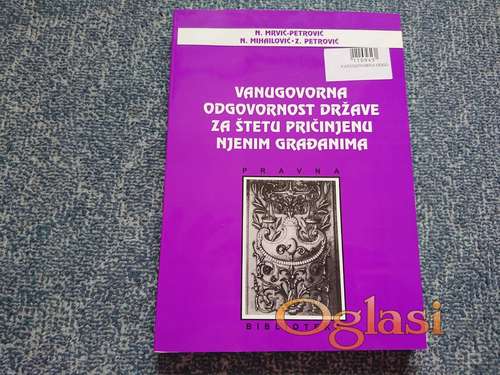 N. MRVIĆ-PETROVIĆ
N. MIHAILOVIĆ · Z. PETROVIĆ
VANUGOVORNA
ODGOVORNOST DRŽAVE
ZA ŠTETU PRIČINJENU
NJENIM GRAĐANIMA
PRAVNA
BIBLIOTEKA
Oglasi